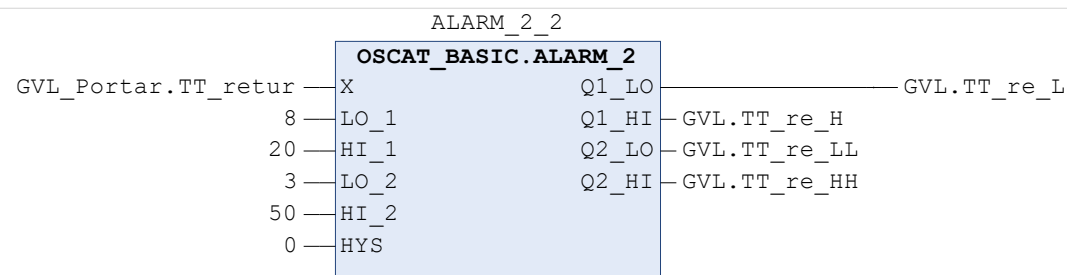 ALARM_2_2
OSCAT_BASIC.ALARM_2
GVL_Portar.TT_retur X Q1_LO GVL.TT_re_L
8 LO_1 Q1_HI GVL.TT_re_H
20 HI_1 Q2_LO GVL.TT_re_LL
3 LO_2 Q2_HI GVL.TT_re_HH
50 HI_2
0 HYS